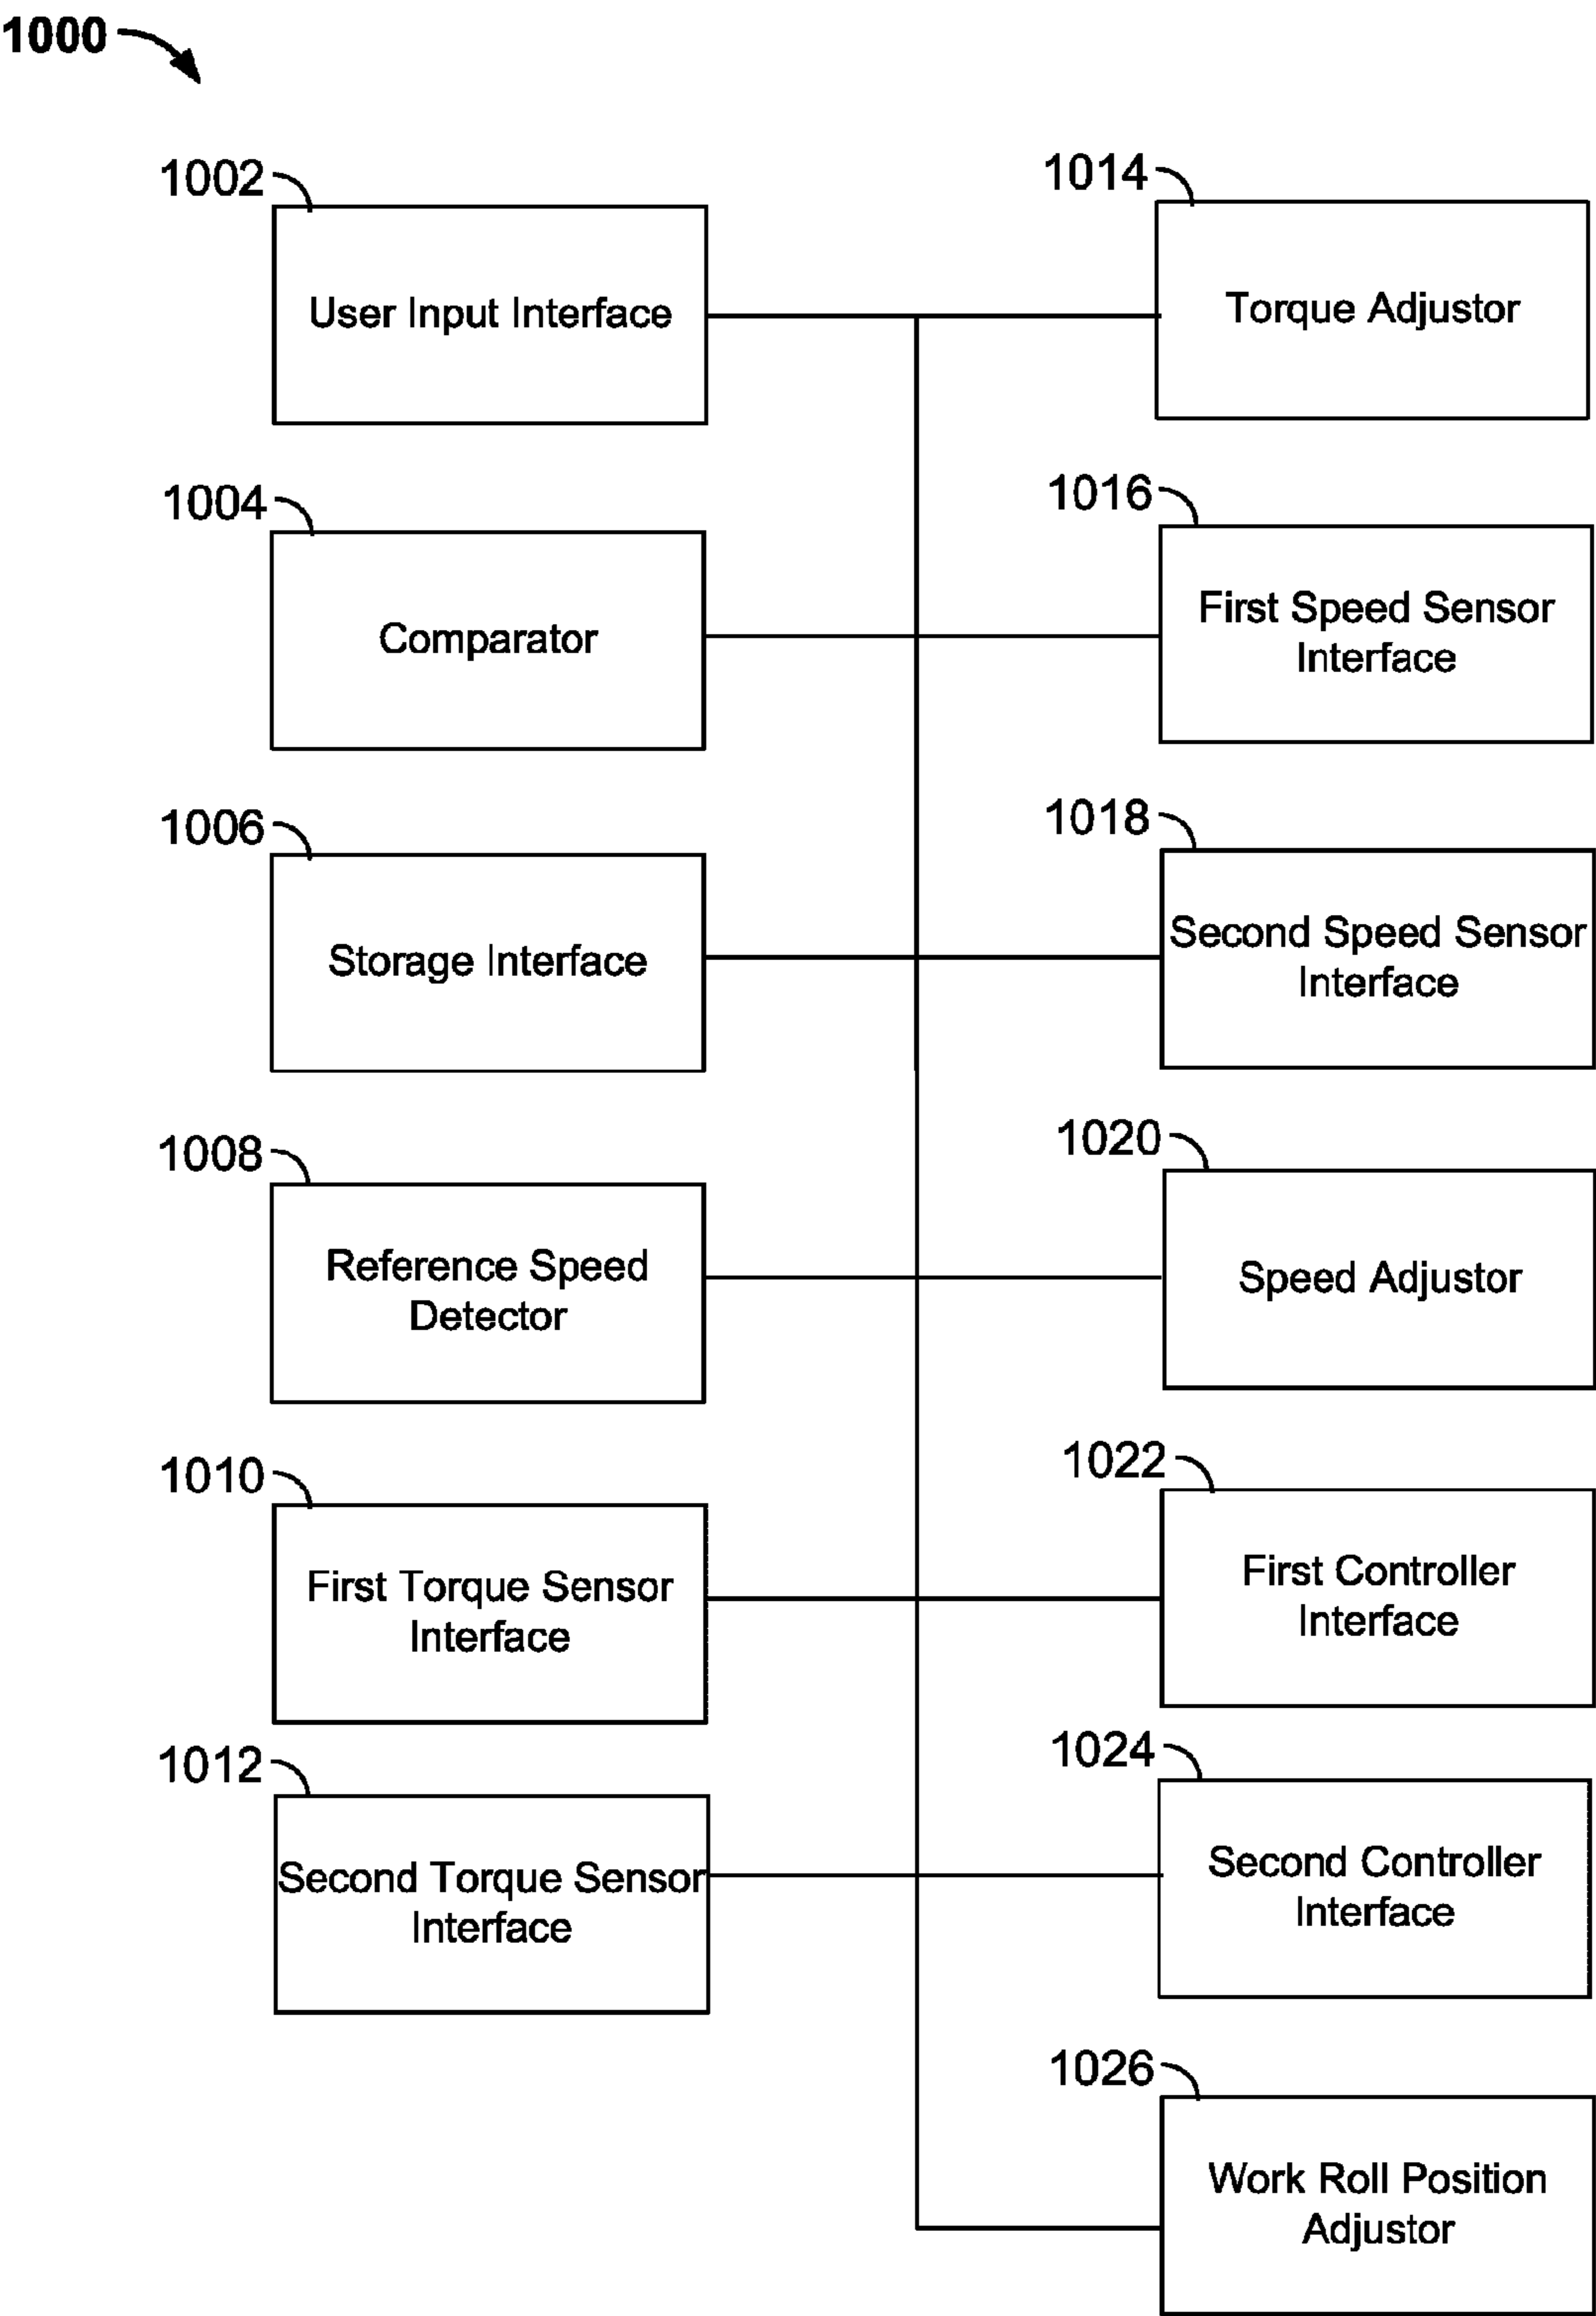 1000
1002
User Input Interface
1014
Torque Adjustor
1004
Comparator
1016
First Speed Sensor
Interface
1006
Storage Interface
1018
Second Speed Sensor
Interface
1008
Reference Speed
Detector
1020
Speed Adjustor
1010
First Torque Sensor
Interface
1022
First Controller
Interface
1012
Second Torque Sensor
Interface
1024
Second Controller
Interface
1026
Work Roll Position
Adjustor